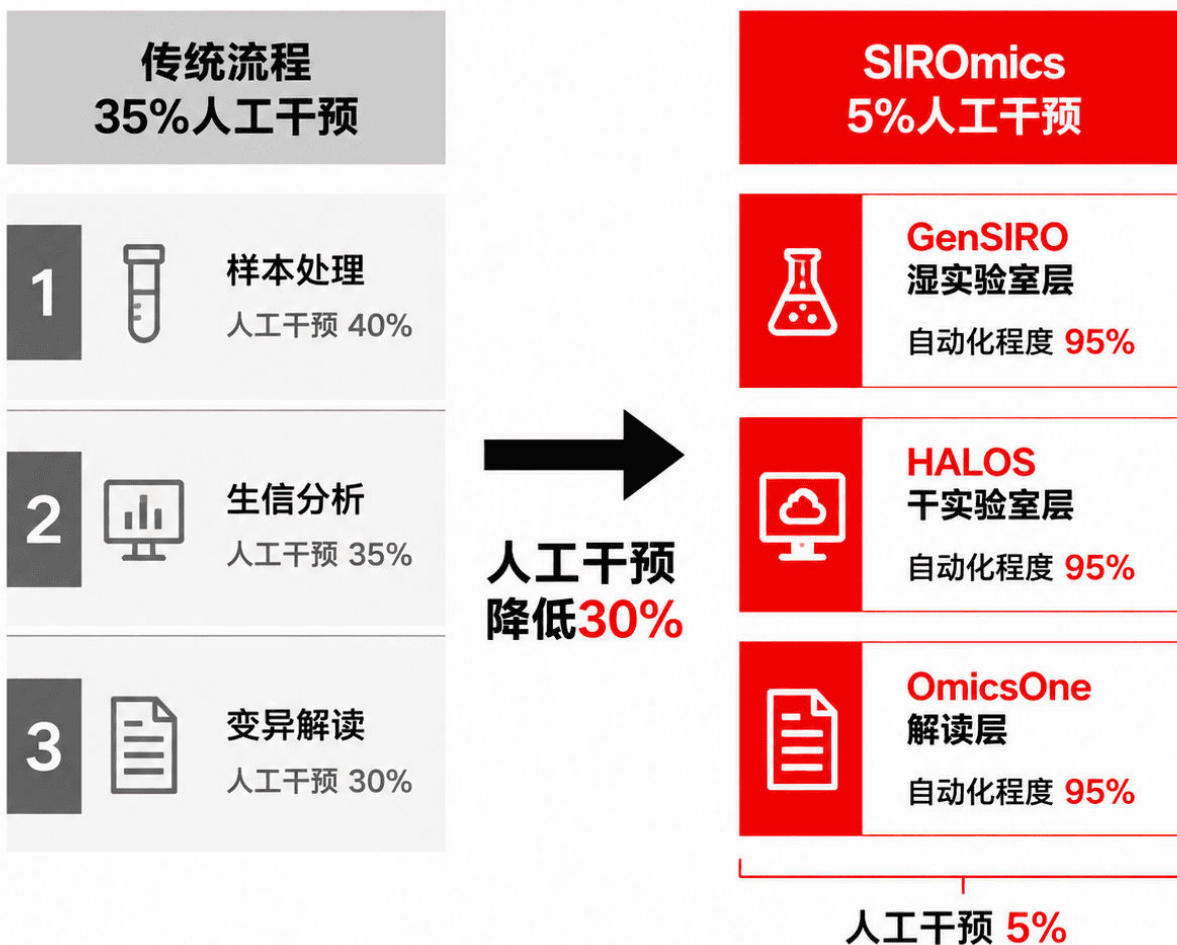 传统流程
35%人工干预
1
样本处理
人工干预 40%
2
生信分析
人工干预 35%
3
变异解读
人工干预 30%
人工干预
降低30%
SIROmics
5%人工干预
GenSIRO
湿实验室层
自动化程度 95%
HALOS
干实验室层
自动化程度 95%
OmicsOne
解读层
自动化程度 95%
人工干预 5%